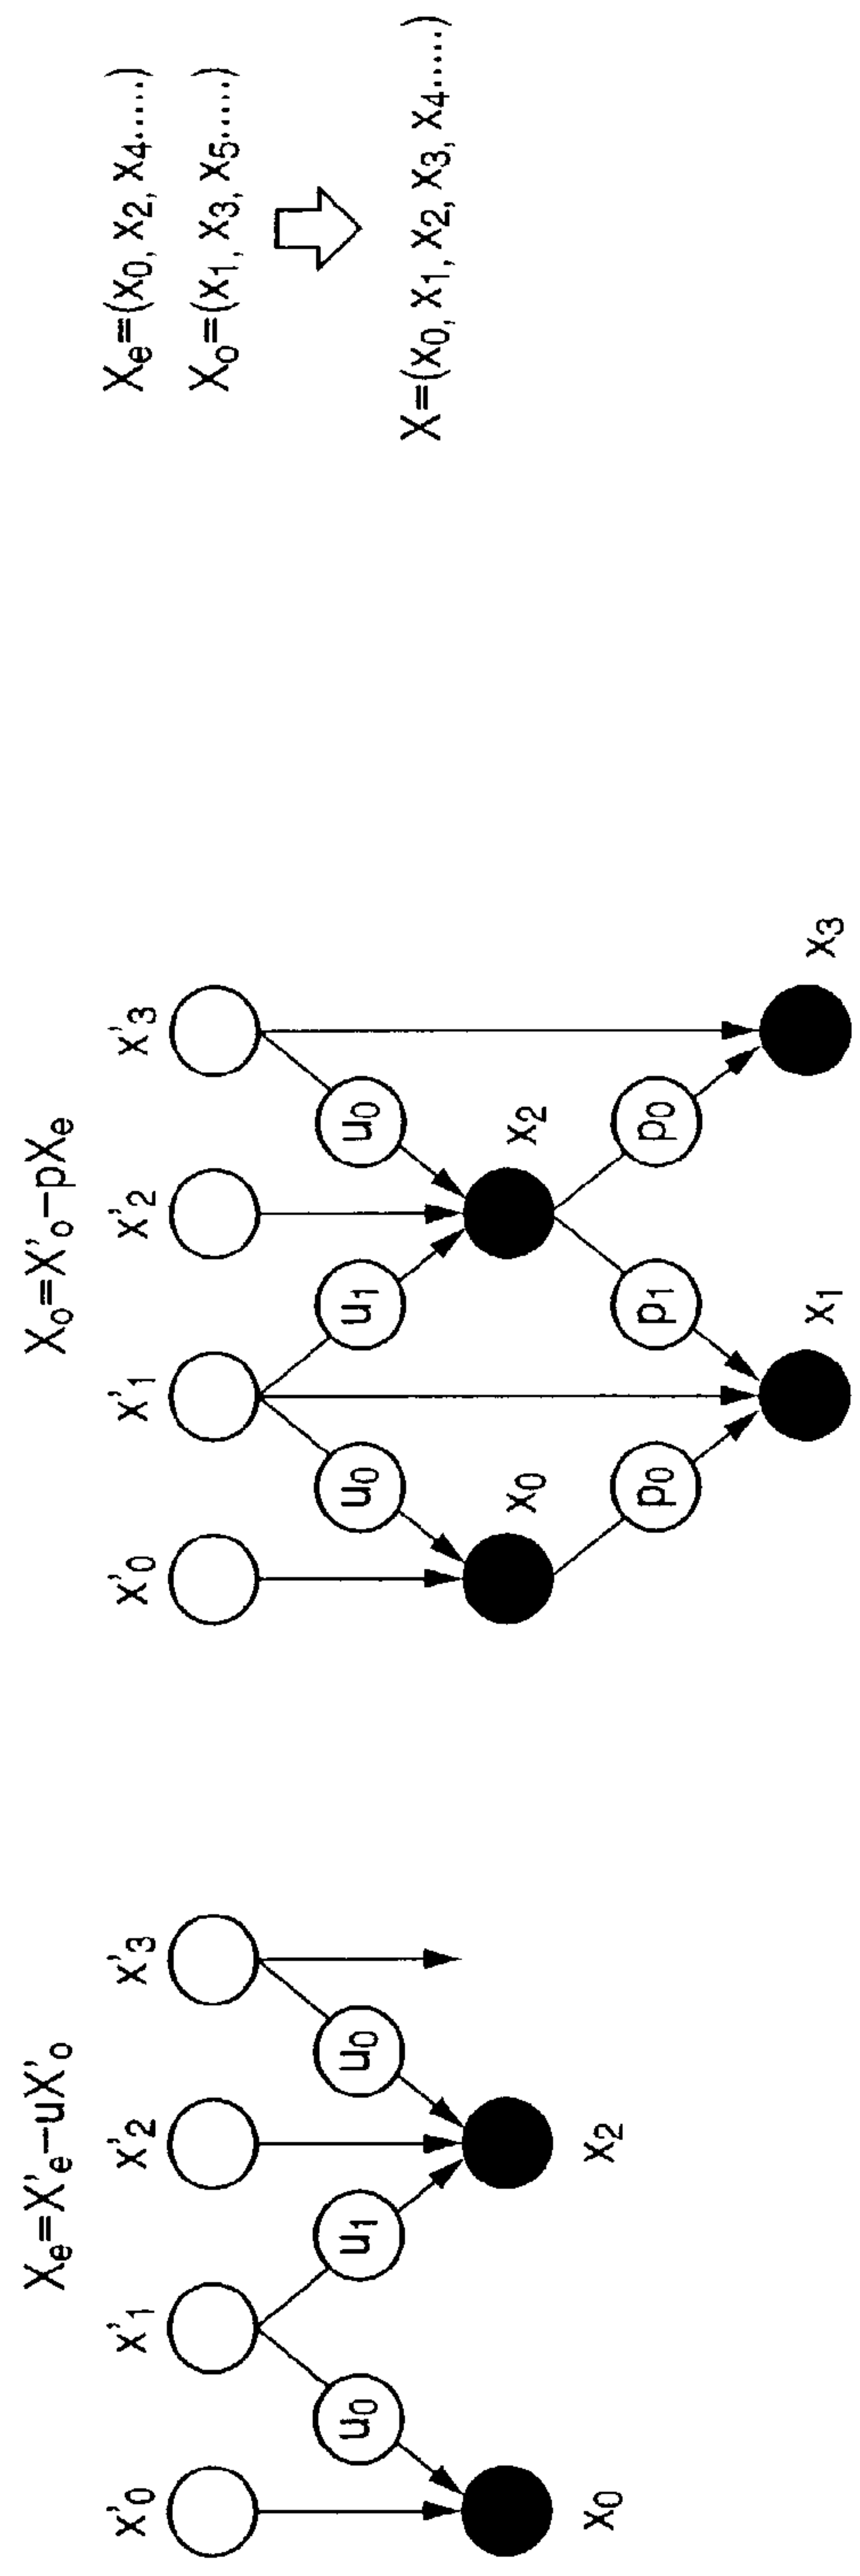 Xₑ=X'ₑ−uX'ₒ
x'₀ x'₁ x'₂ x'₃
u₀ u₁ u₀
x₀ x₂
Xₒ=X'ₒ−pXₑ
x'₀ x'₁ x'₂ x'₃
u₀ u₁ u₀
x₀ x₂
p₀ p₁ p₀
x₁ x₃
Xₑ=(x₀, x₂, x₄......)
Xₒ=(x₁, x₃, x₅......)
X=(x₀, x₁, x₂, x₃, x₄......)